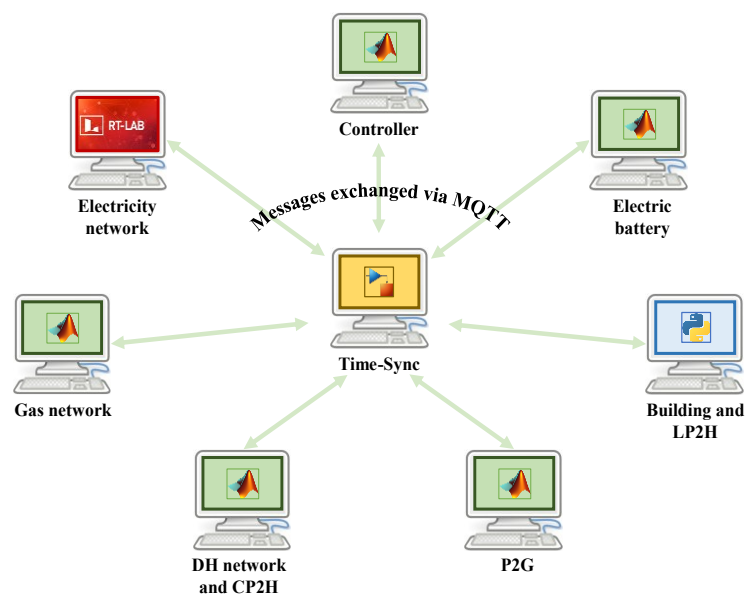 Controller
RT-LAB
Electricity
network
Messages exchanged via MQTT
Electric
battery
Time-Sync
Gas network
Building and
LP2H
DH network
and CP2H
P2G